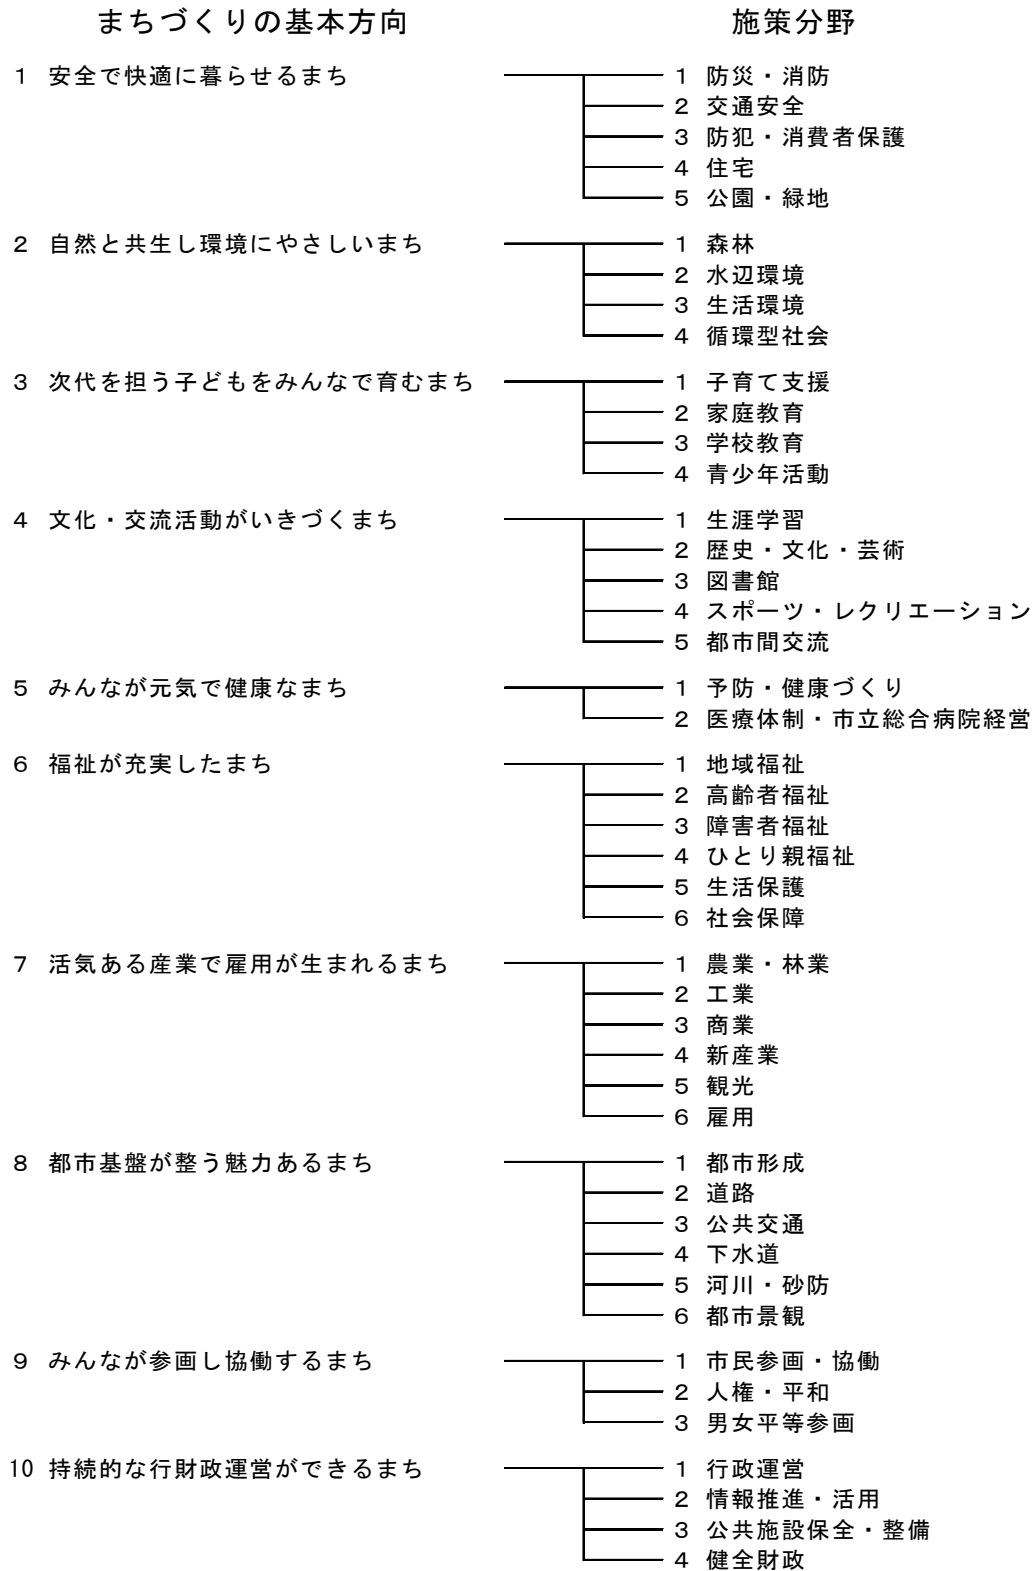 まちづくりの基本方向 施策分野
1 安全で快適に暮らせるまち 1 防災・消防
2 交通安全
3 防犯・消費者保護
4 住宅
5 公園・緑地
2 自然と共生し環境にやさしいまち 1 森林
2 水辺環境
3 生活環境
4 循環型社会
3 次代を担う子どもをみんなで育むまち 1 子育て支援
2 家庭教育
3 学校教育
4 青少年活動
4 文化・交流活動がいきづくまち 1 生涯学習
2 歴史・文化・芸術
3 図書館
4 スポーツ・レクリエーション
5 都市間交流
5 みんなが元気で健康なまち 1 予防・健康づくり
2 医療体制・市立総合病院経営
6 福祉が充実したまち 1 地域福祉
2 高齢者福祉
3 障害者福祉
4 ひとり親福祉
5 生活保護
6 社会保障
7 活気ある産業で雇用が生まれるまち 1 農業・林業
2 工業
3 商業
4 新産業
5 観光
6 雇用
8 都市基盤が整う魅力あるまち 1 都市形成
2 道路
3 公共交通
4 下水道
5 河川・砂防
6 都市景観
9 みんなが参画し協働するまち 1 市民参画・協働
2 人権・平和
3 男女平等参画
10 持続的な行財政運営ができるまち 1 行政運営
2 情報推進・活用
3 公共施設保全・整備
4 健全財政